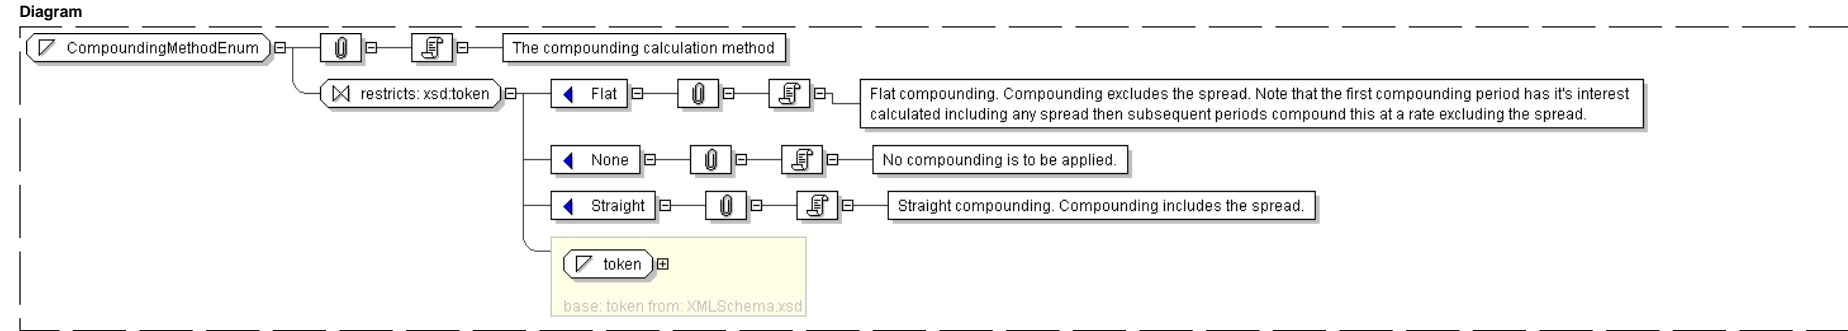 Diagram
CompoundingMethodEnum
The compounding calculation method
restricts: xsd:token
Flat
Flat compounding. Compounding excludes the spread. Note that the first compounding period has it's interest
calculated including any spread then subsequent periods compound this at a rate excluding the spread.
None
No compounding is to be applied.
Straight
Straight compounding. Compounding includes the spread.
token
base: token from: XMLSchema.xsd